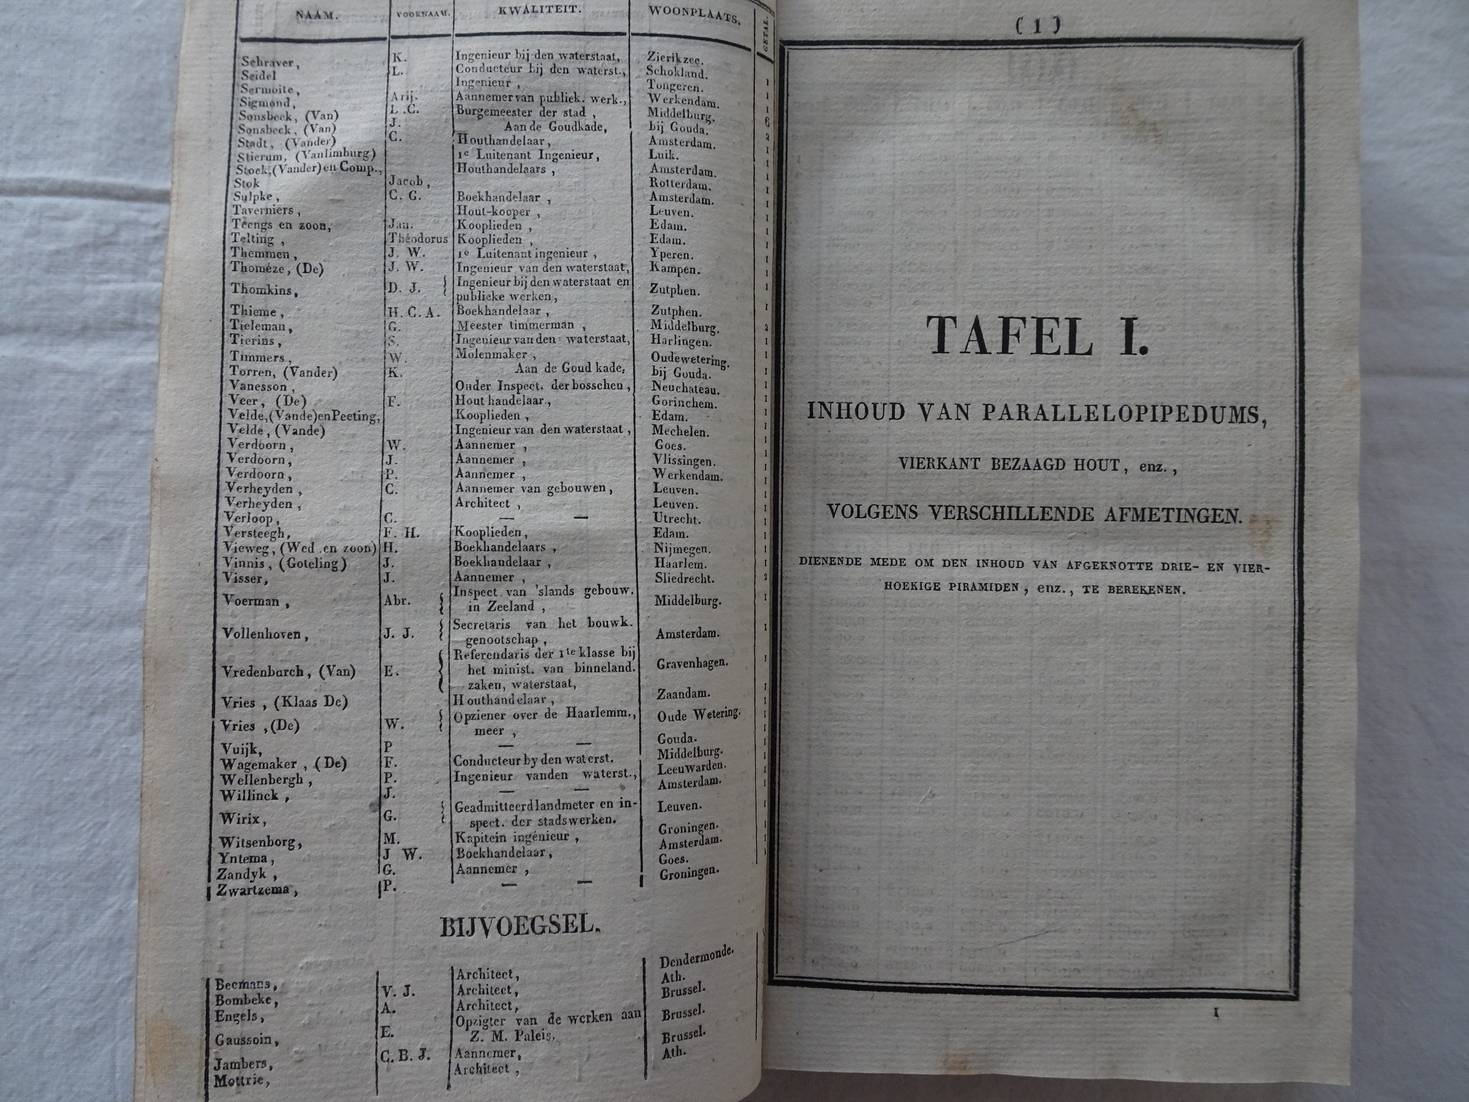 NAAM. VOORNAAM. KWALITEIT. WOONPLAATS. GETAL.
Schraver, K. Ingenieur bij den waterstaat, Zierikzee.
Seidel L. Conducteur bij den waterst., Schokland.
Sermoite, Ingenieur, Tongeren. 1
Sigmond, Arij. Aannemer van publiek. werk., Werkendam. 1
Sonsbeek, (Van) L. C. Burgemeester der stad, Middelburg. 6
Sonsbeek, (Van) J. Aan de Goudkade, bij Gouda.
Stadt, (Vander) C. Houthandelaar, Amsterdam.
Stierum, (Vanlimburg) 1e Luitenant Ingenieur, Luik.
Stoek, (Vander) en Comp., Houthandelaars, Amsterdam.
Stok Jacob, Rotterdam.
Sulpke, C. G. Boekhandelaar, Amsterdam.
Taverniers, Hout-kooper, Leuven.
Teengs en zoon, Jan. Kooplieden, Edam.
Telting, Théodorus Kooplieden, Edam.
Themmen, J. W. 1e Luitenant ingenieur, Yperen.
Thoméze, (De) J. W. Ingenieur van den waterstaat, Kampen.
Thomkins, D. J. { Ingenieur bij den waterstaat en
publieke werken, Zutphen.
Thieme, H. C. A. Boekhandelaar, Zutphen.
Tieleman, G. Meester timmerman, Middelburg.
Tierins, S. Ingenieur van den waterstaat, Harlingen.
Timmers, W. Molenmaker, Oudewetering.
Torren, (Vander) K. Aan de Goud kade, bij Gouda.
Vanesson, Onder Inspect. der bosschen, Neuchateau.
Veer, (De) F. Hout handelaar, Gorinchem.
Velde, (Vande) en Peeting, Kooplieden, Edam.
Velde, (Vande) Ingenieur van den waterstaat, Mechelen.
Verdoorn, W. Aannemer, Goes.
Verdoorn, J. Aannemer, Vlissingen.
Verdoorn, P. Aannemer, Werkendam.
Verheyden, C. Aannemer van gebouwen, Leuven.
Verheyden, Architect, Leuven.
Verloop, C. — — Utrecht.
Versteegh, F. H. Kooplieden, Edam.
Vieweg, (Wed. en zoon) H. Boekhandelaars, Nijmegen.
Vinnis, (Goteling) J. Boekhandelaar, Haarlem.
Visser, J. Aannemer, Sliedrecht.
Voerman, Abr. { Inspect. van 'slands gebouw.
in Zeeland, Middelburg.
Vollenhoven, J. J. { Secretaris van het bouwk.
genootschap, Amsterdam.
Vredenburch, (Van) E. { Referendaris der 1te klasse bij
het minist. van binneland.
zaken, waterstaat, Gravenhagen.
Vries, (Klaas De) Houthandelaar, Zaandam.
Vries, (De) W. { Opziener over de Haarlemm.,
meer, Oude Wetering.
Vuijk, P — — Gouda.
Wagemaker, (De) F. Conducteur by den waterst. Middelburg.
Wellenbergh, P. Ingenieur vanden waterst., Leeuwarden.
Willinck, J. — — Amsterdam.
Wirix, G. { Geadmitteerd landmeter en in-
spect. der stadswerken. Leuven.
Witsenborg, M. Kapitein ingénieur, Groningen.
Yntema, J W. Boekhandelaar, Amsterdam.
Zandyk, G. Aannemer, Goes.
Zwartzema, P. — — Groningen.
BIJVOEGSEL.
Becmans, Architect, Dendermonde.
Bombeke, V. J. Architect, Ath.
Engels, A. Architect, Brussel.
Gaussoin, E. Opzigter van de werken aan
Z. M. Paleis. Brussel.
Jambers, C. B. J. Aannemer, Brussel.
Mottrie, Architect, Ath.
( 1 )
TAFEL I.
INHOUD VAN PARALLELOPIPEDUMS,
VIERKANT BEZAAGD HOUT, enz.,
VOLGENS VERSCHILLENDE AFMETINGEN.
DIENENDE MEDE OM DEN INHOUD VAN AFGEKNOTTE DRIE- EN VIER-
HOEKIGE PIRAMIDEN, enz., TE BEREKENEN.
1